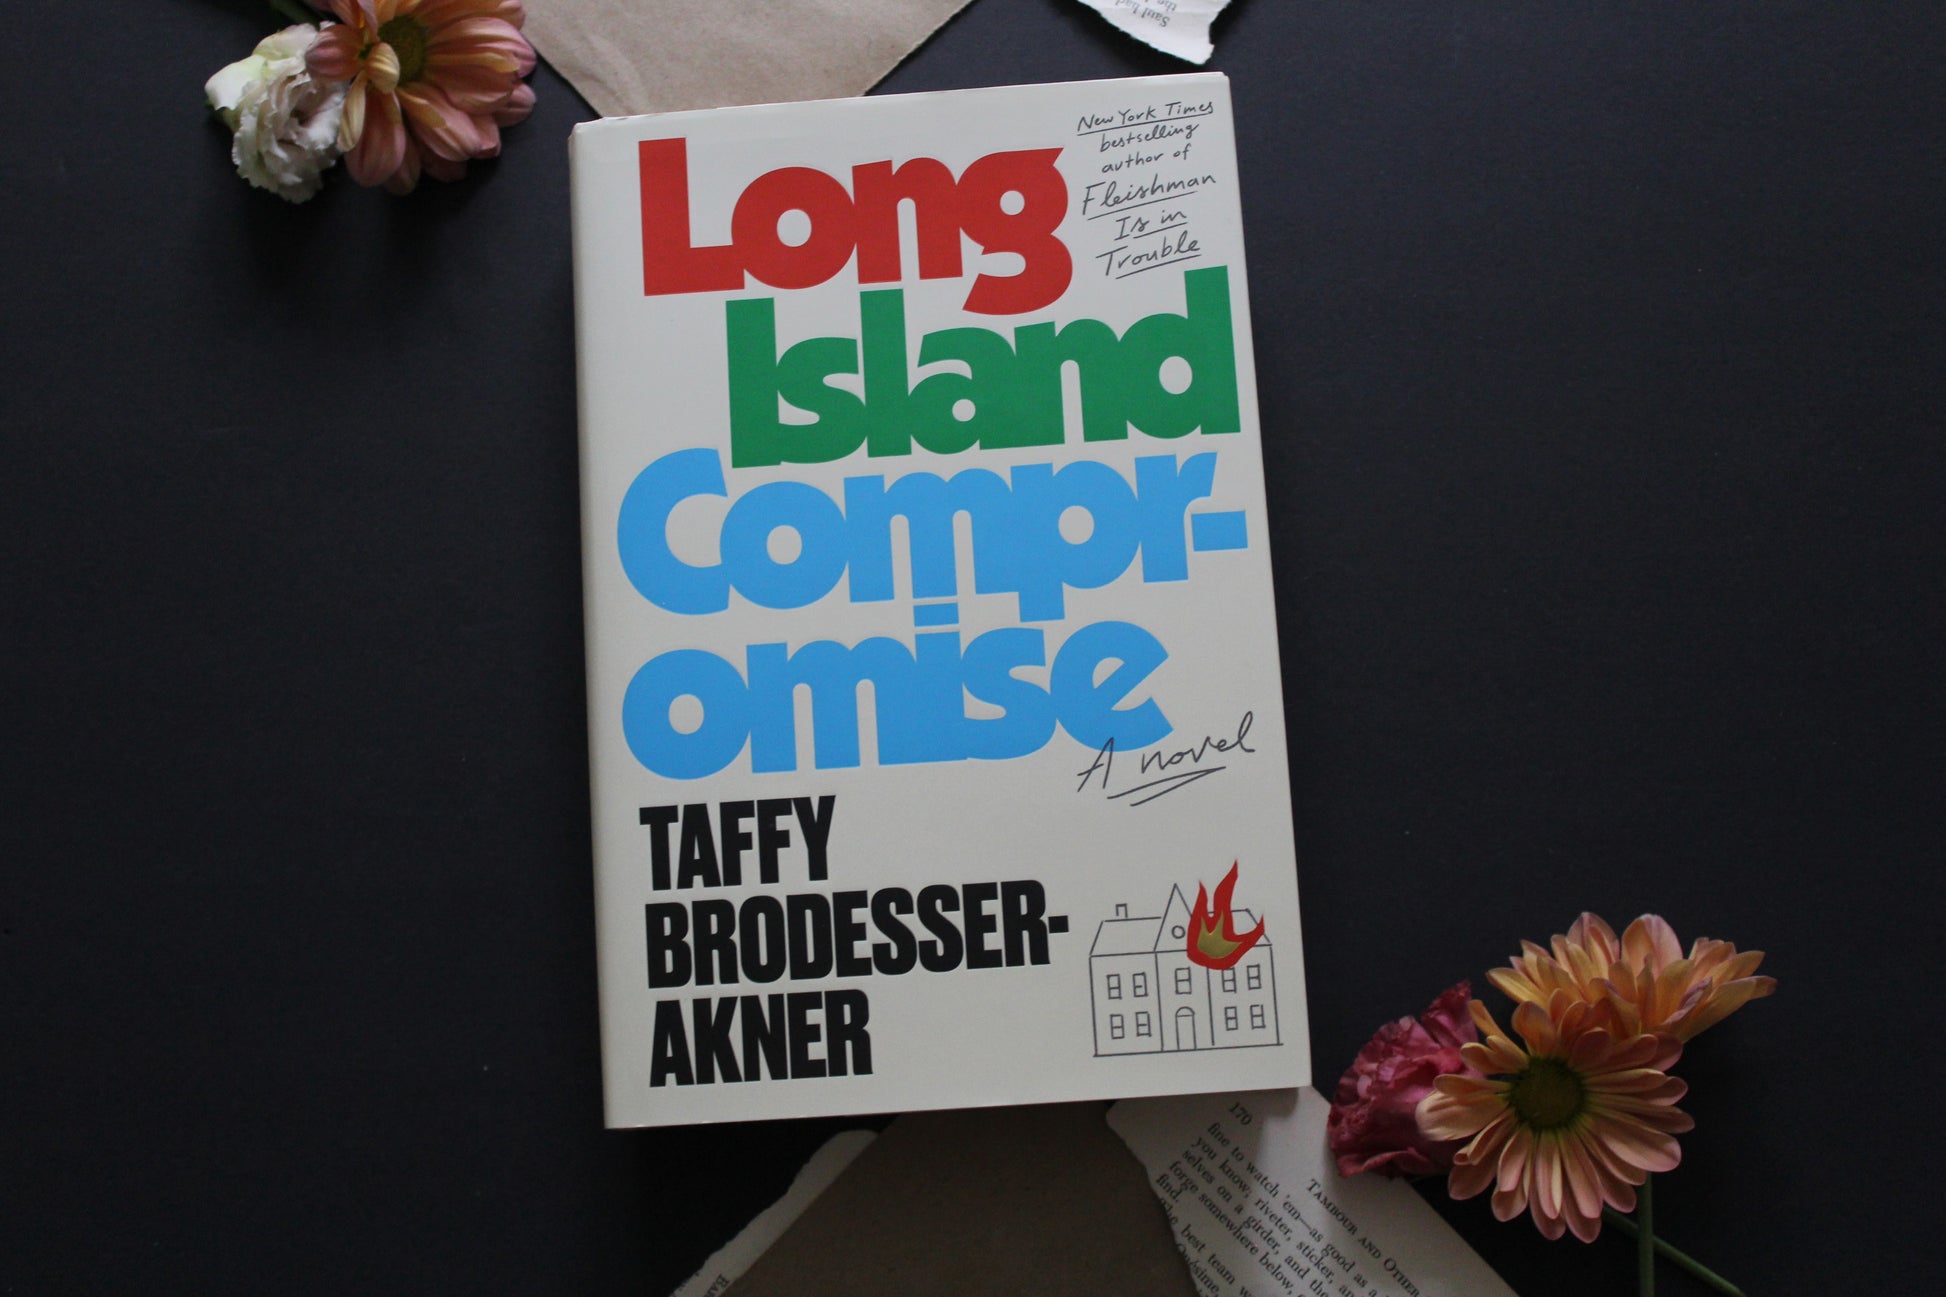 Long
Island
Compr-
omise
New York Times
bestselling
author of
Fleishman
Is in
Trouble
A novel
TAFFY
BRODESSER-
AKNER
Saul had
the
170
TAMBOUR AND OTHER
fine to watch 'em—as good as a
you know, riveter, sticker, an
selves on a girder, and the
forge somewhere below,
find.
best team w